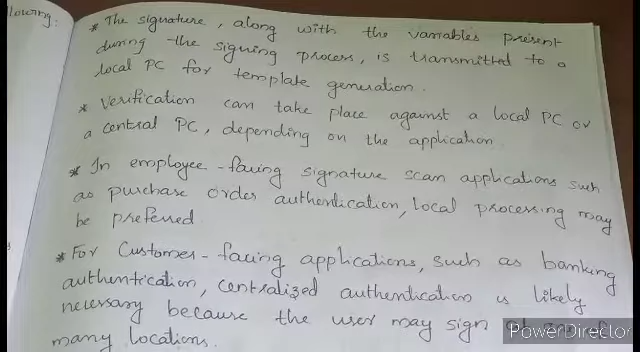 llowing:
* The signature, along with the variables present
during the signing process, is transmitted to a
local PC for template generation.
* Verification can take place against a local PC or
a central PC, depending on the application.
* In employee-facing signature scan applications such
as purchase order authentication, local processing may
be preferred.
* For Customer-facing applications, such as banking
authentication, centralized authentication is likely
necessary because the user may sign at
many locations.
PowerDirector